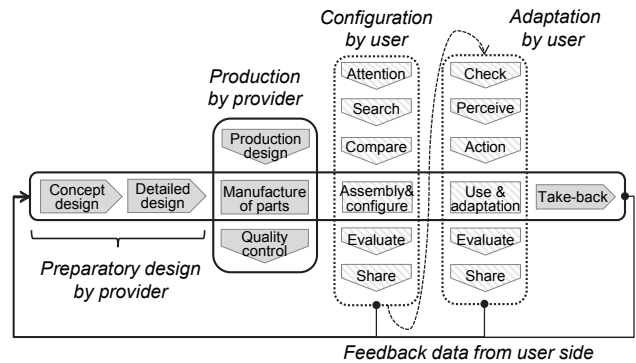 Configuration
by user
Adaptation
by user
Production
by provider
Attention
Search
Compare
Check
Perceive
Action
Production
design
Concept
design
Detailed
design
Manufacture
of parts
Assembly&
configure
Use &
adaptation
Take-back
Quality
control
Evaluate
Share
Evaluate
Share
Preparatory design
by provider
Feedback data from user side